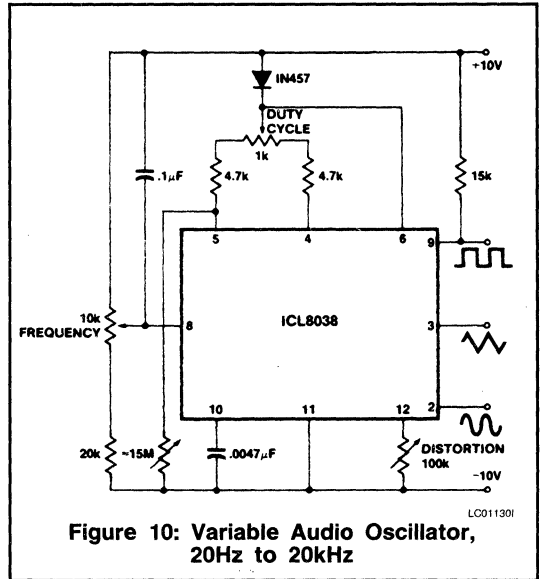 +10V
IN457
DUTY
CYCLE
1k
4.7k
4.7k
.1μF
15k
5
4
6
9
10k
FREQUENCY
8
ICL8038
3
10
11
12
2
20k
≈15M
.0047μF
DISTORTION
100k
−10V
LC01130I
Figure 10: Variable Audio Oscillator,
20Hz to 20kHz